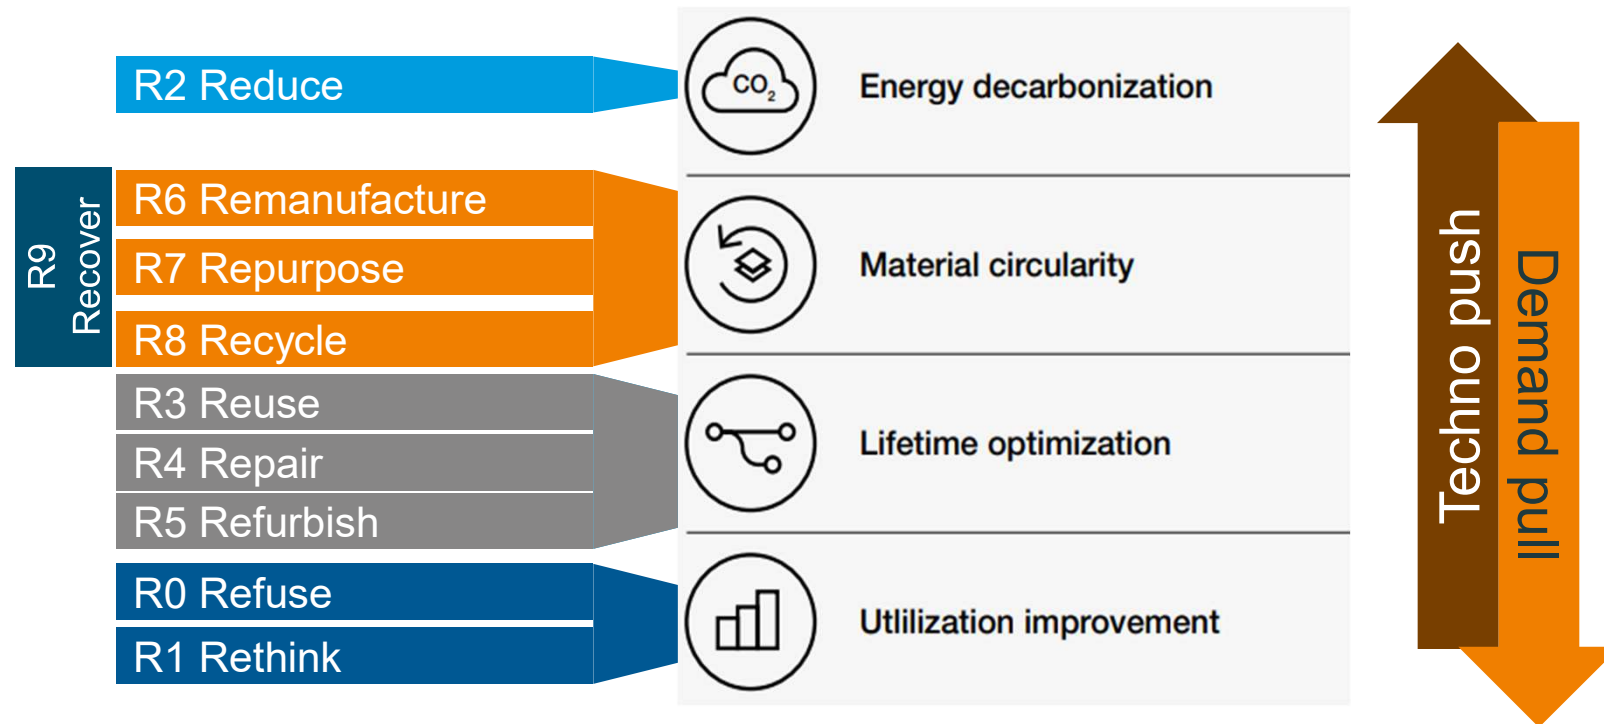 R2 Reduce
CO2
Energy decarbonization
R9
Recover
R6 Remanufacture
R7 Repurpose
R8 Recycle
Material circularity
R3 Reuse
R4 Repair
R5 Refurbish
Lifetime optimization
R0 Refuse
R1 Rethink
Utlilization improvement
Techno push
Demand pull